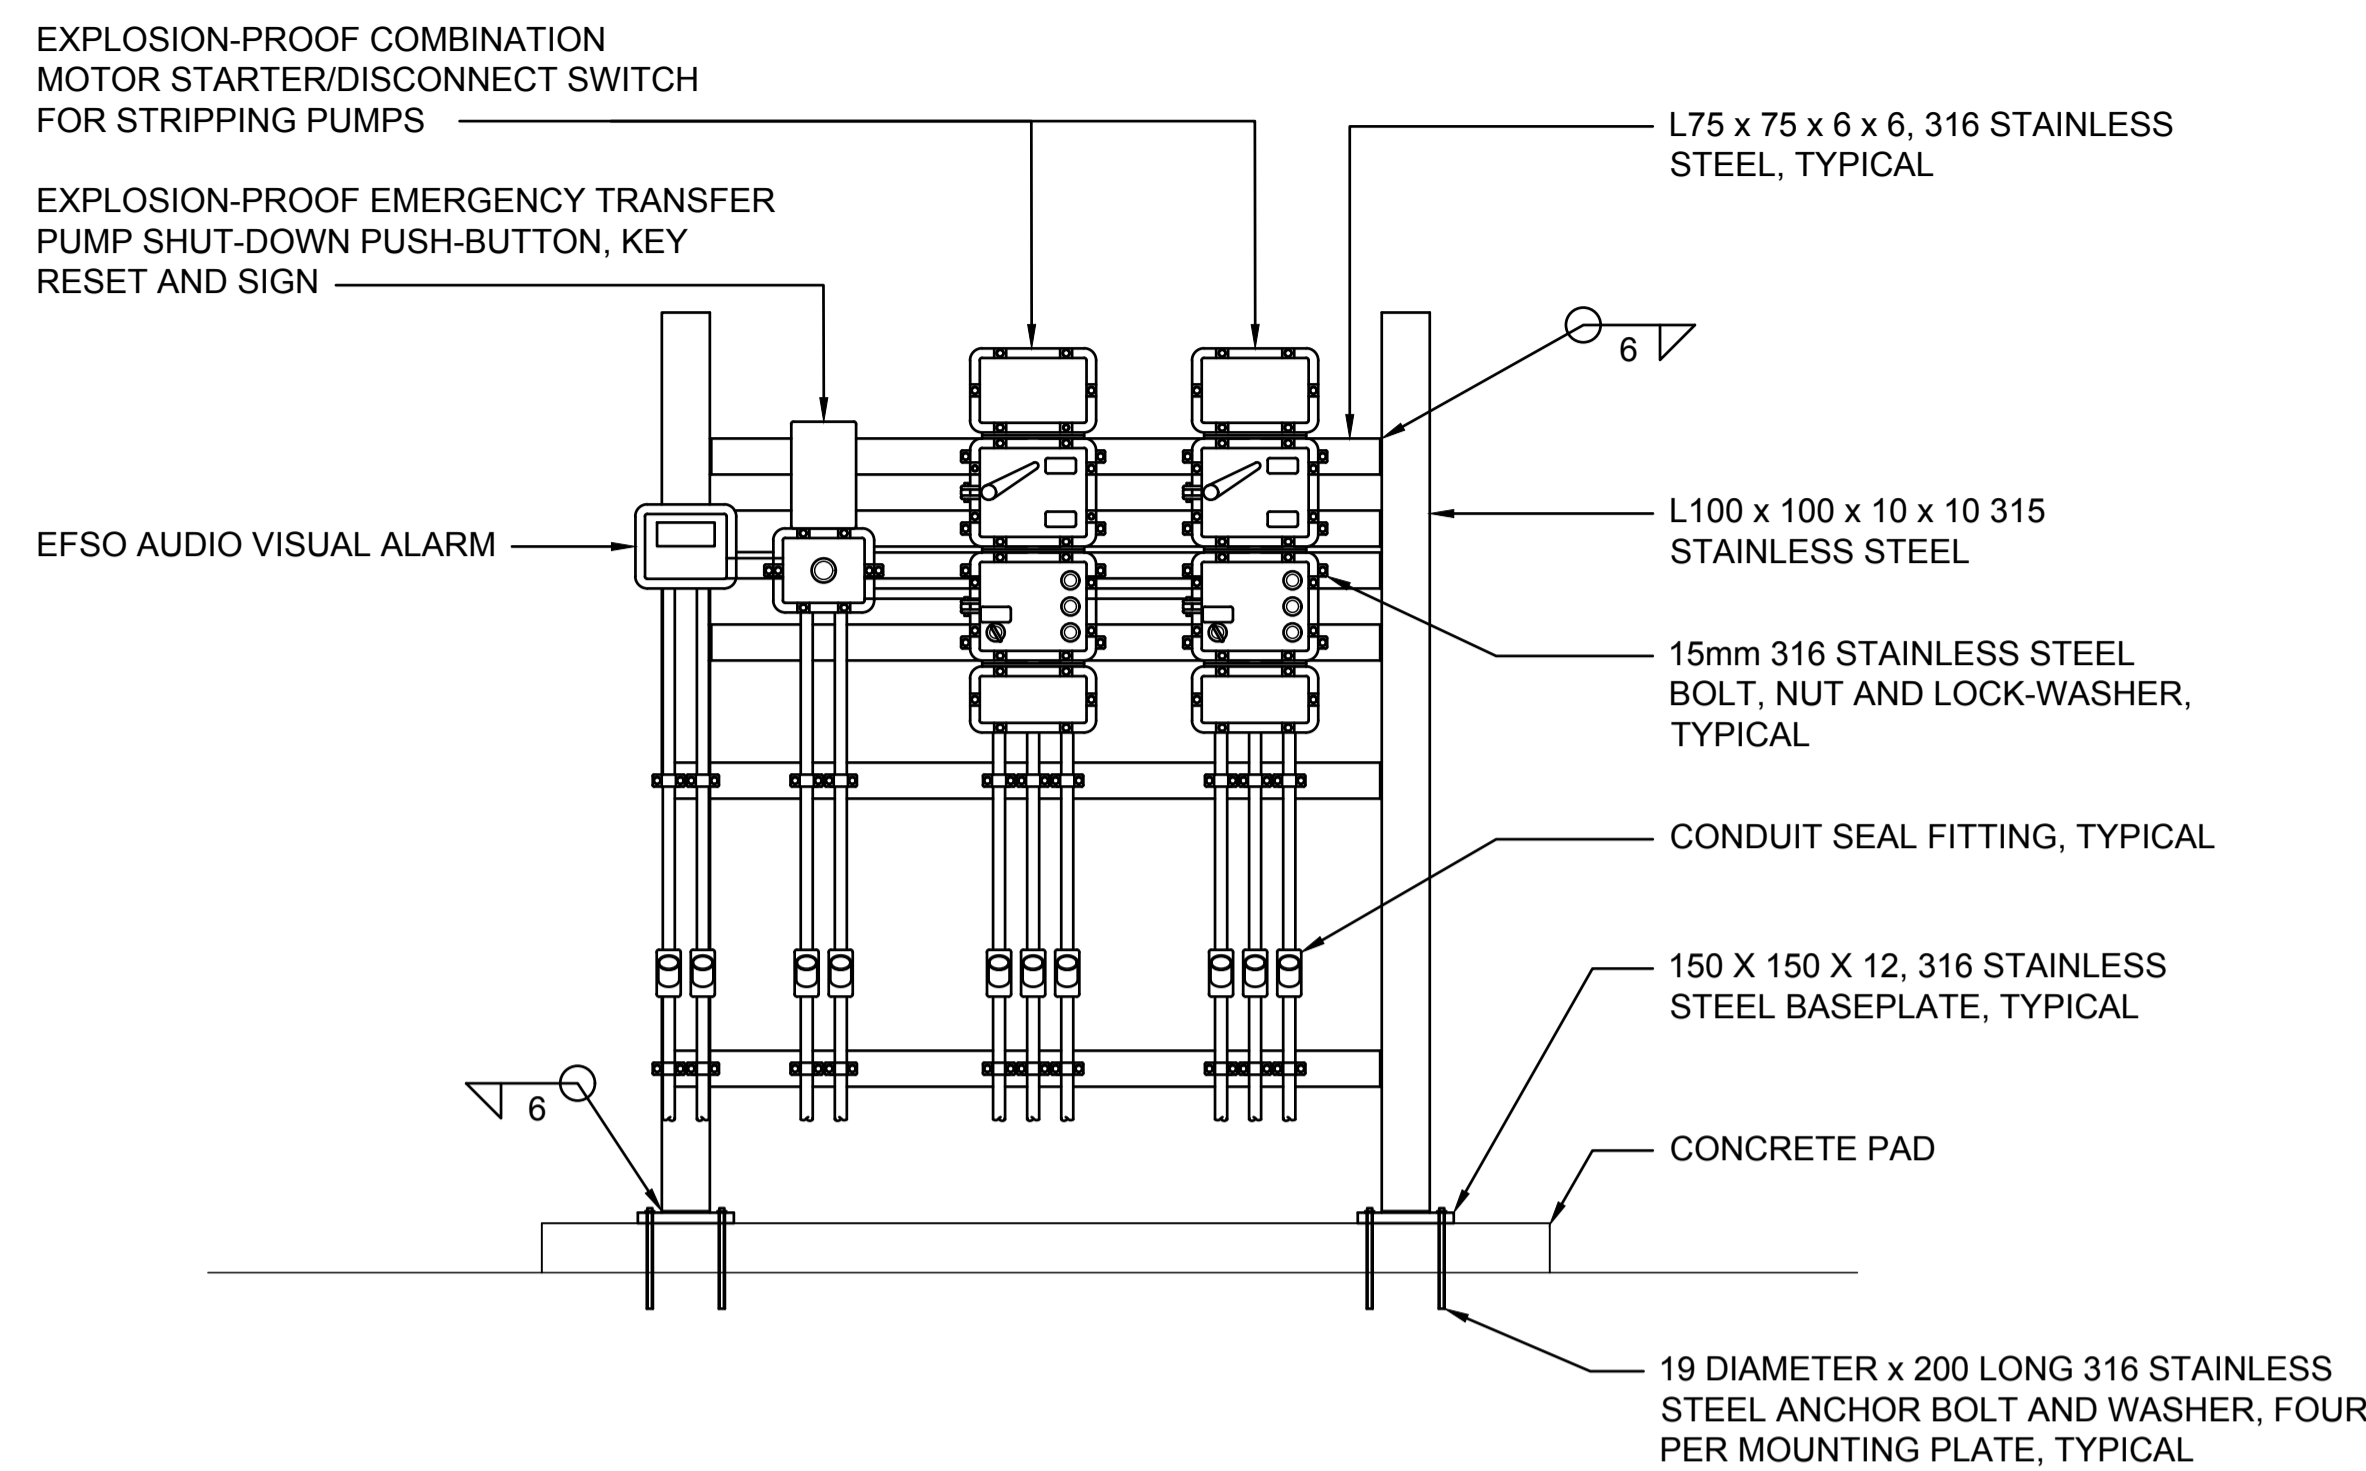 EXPLOSION-PROOF COMBINATION
MOTOR STARTER/DISCONNECT SWITCH
FOR STRIPPING PUMPS
EXPLOSION-PROOF EMERGENCY TRANSFER
PUMP SHUT-DOWN PUSH-BUTTON, KEY
RESET AND SIGN
EFSO AUDIO VISUAL ALARM
L75 x 75 x 6 x 6, 316 STAINLESS
STEEL, TYPICAL
6
L100 x 100 x 10 x 10 315
STAINLESS STEEL
15mm 316 STAINLESS STEEL
BOLT, NUT AND LOCK-WASHER,
TYPICAL
CONDUIT SEAL FITTING, TYPICAL
150 X 150 X 12, 316 STAINLESS
STEEL BASEPLATE, TYPICAL
6
CONCRETE PAD
19 DIAMETER x 200 LONG 316 STAINLESS
STEEL ANCHOR BOLT AND WASHER, FOUR
PER MOUNTING PLATE, TYPICAL